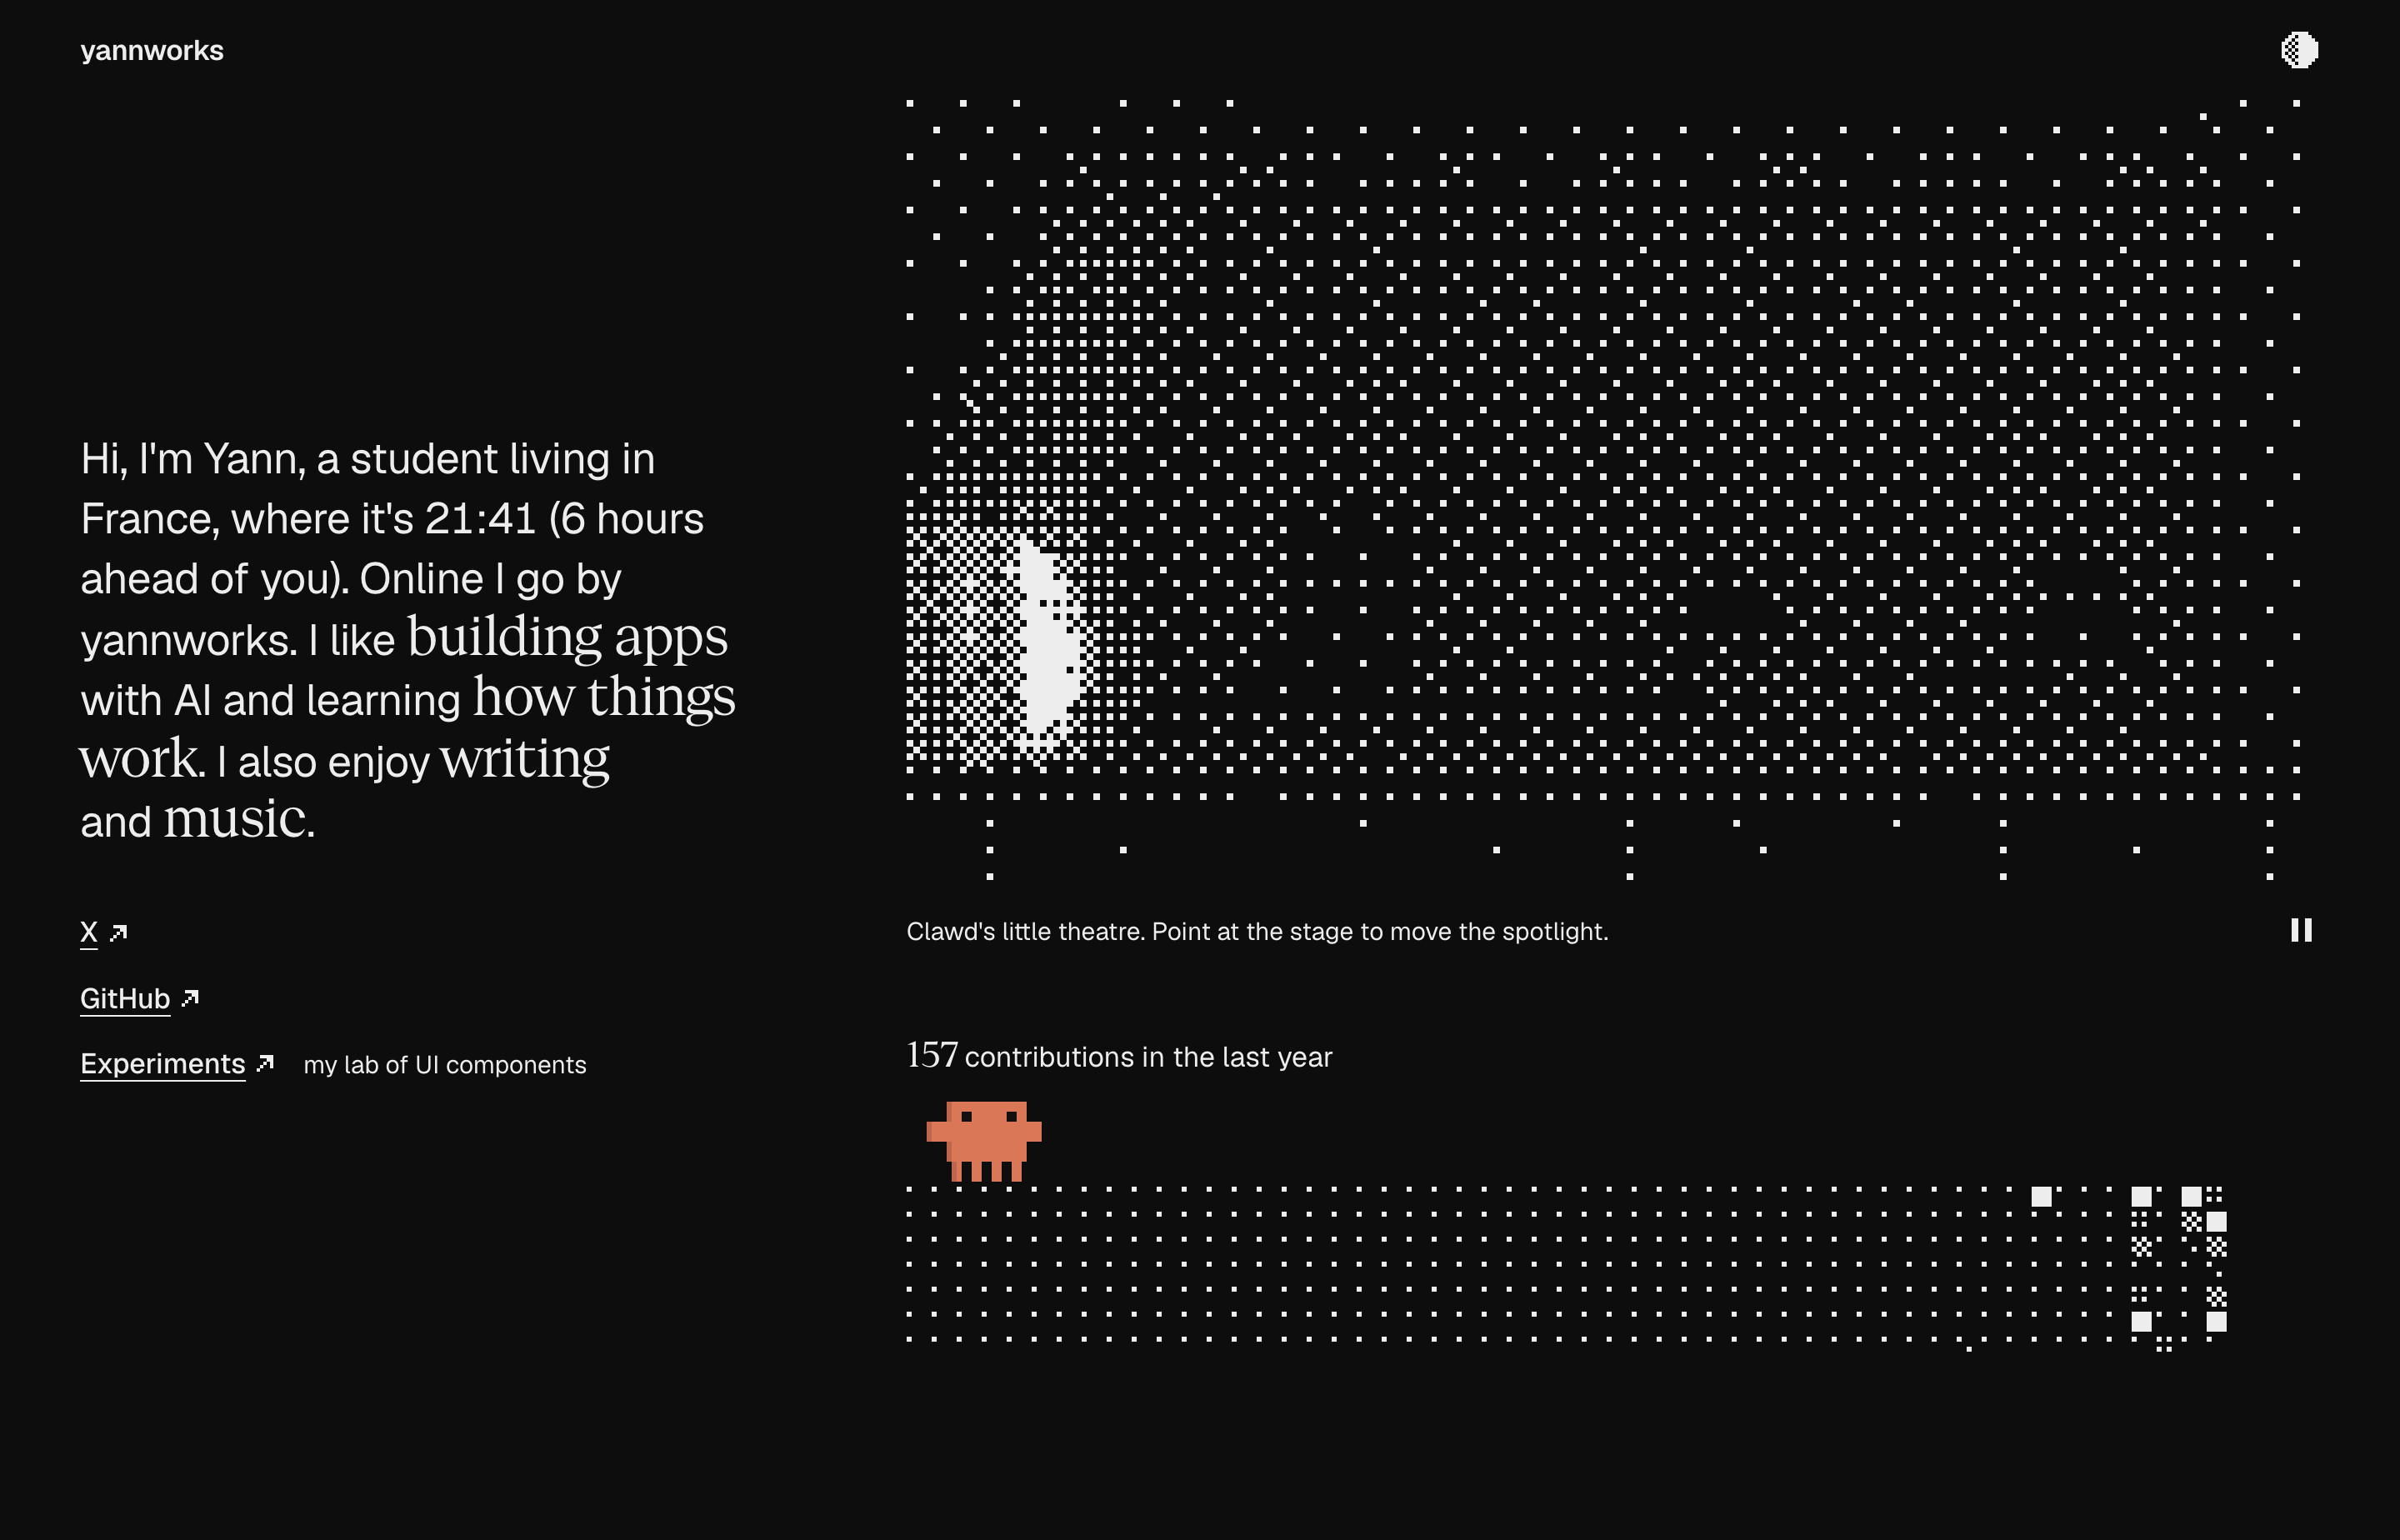 yannworks
Hi, I'm Yann, a student living in
France, where it's 21:41 (6 hours
ahead of you). Online I go by
yannworks. I like building apps
with AI and learning how things
work. I also enjoy writing
and music.
X
GitHub
Experiments my lab of UI components
Clawd's little theatre. Point at the stage to move the spotlight.
157 contributions in the last year